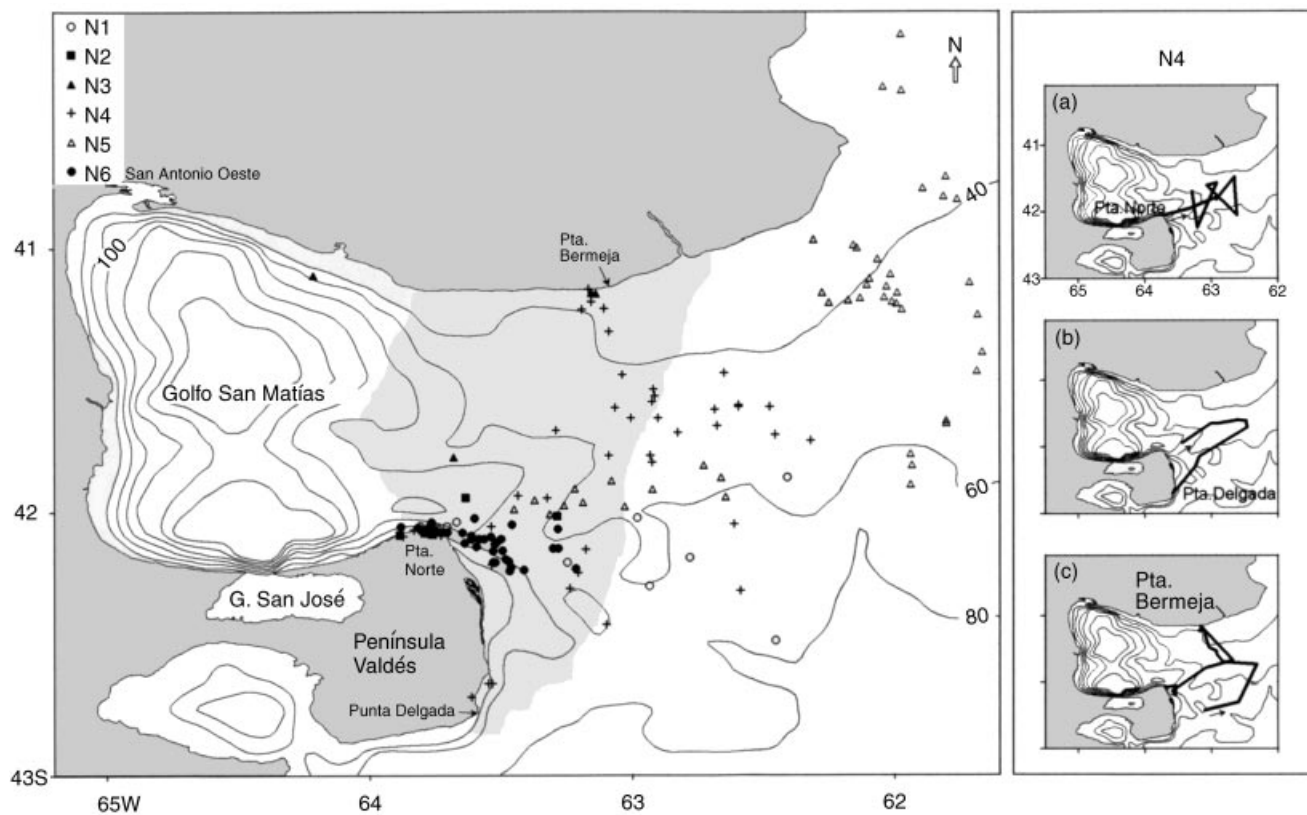 N1
N2
N3
N4
N5
N6
San Antonio Oeste
N
40
41
100
Pta.
Bermeja
Golfo San Matías
60
42
Pta.
Norte
G. San José
80
Península
Valdés
Punta Delgada
43S
65W
64
63
62
N4
(a)
41
Pta.Norte
42
43
65
64
63
62
(b)
Pta.Delgada
(c)
Pta.
Bermeja